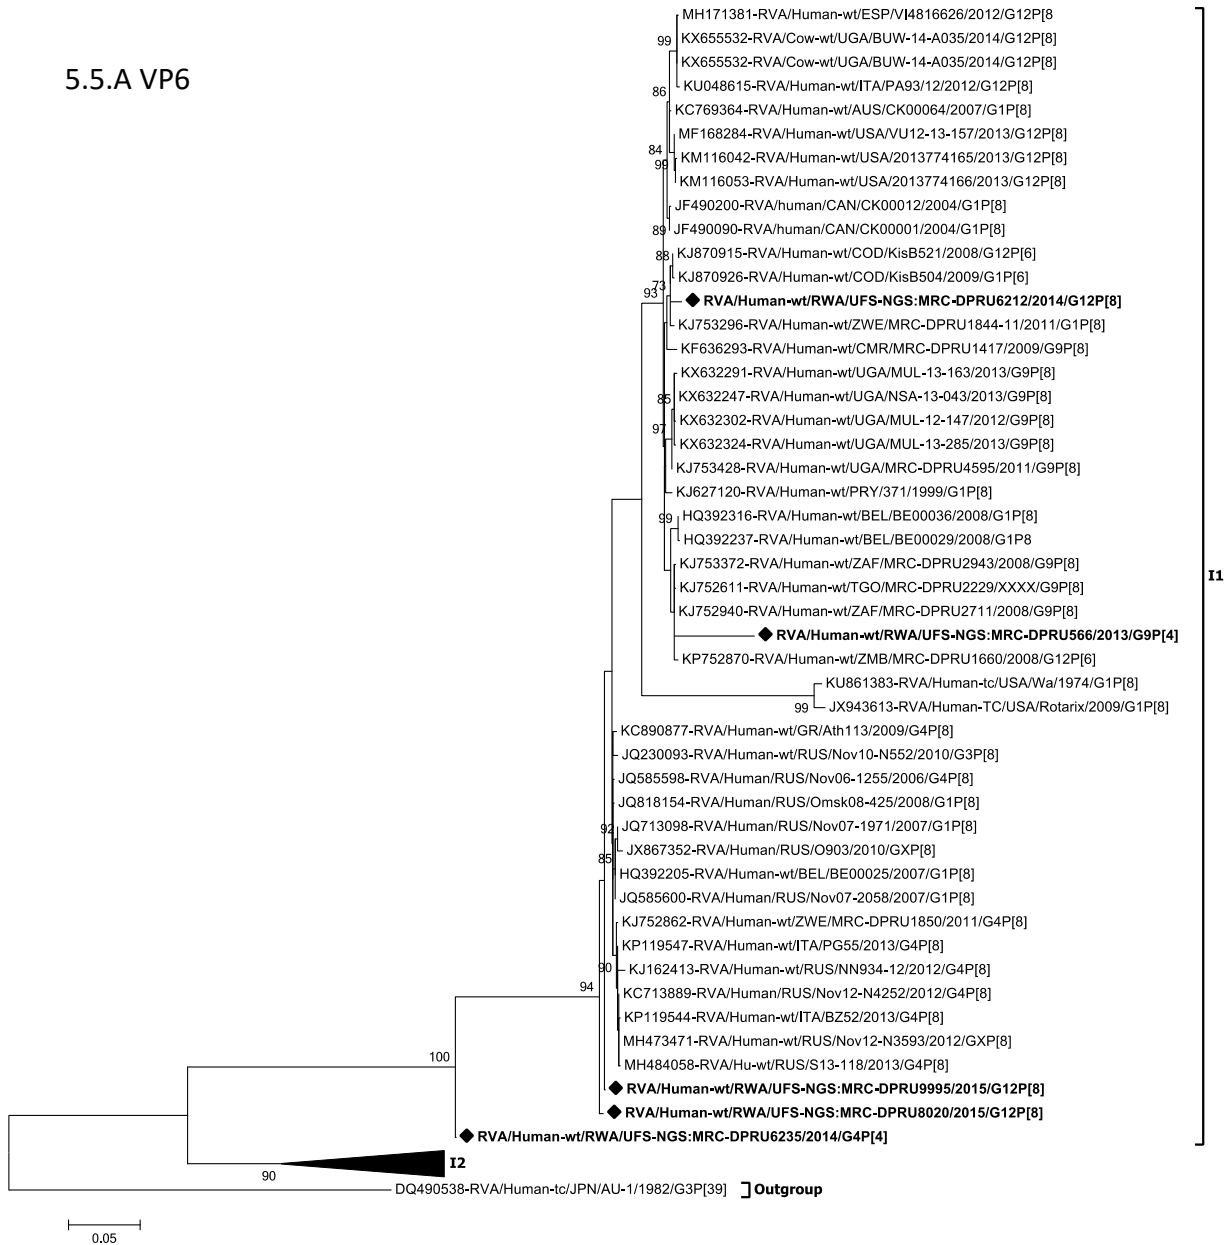 5.5.A VP6
MH171381-RVA/Human-wt/ESP/VI4816626/2012/G12P[8
99
KX655532-RVA/Cow-wt/UGA/BUW-14-A035/2014/G12P[8]
KX655532-RVA/Cow-wt/UGA/BUW-14-A035/2014/G12P[8]
KU048615-RVA/Human-wt/ITA/PA93/12/2012/G12P[8]
86
KC769364-RVA/Human-wt/AUS/CK00064/2007/G1P[8]
MF168284-RVA/Human-wt/USA/VU12-13-157/2013/G12P[8]
84
KM116042-RVA/Human-wt/USA/2013774165/2013/G12P[8]
99
KM116053-RVA/Human-wt/USA/2013774166/2013/G12P[8]
JF490200-RVA/human/CAN/CK00012/2004/G1P[8]
89
JF490090-RVA/human/CAN/CK00001/2004/G1P[8]
88
KJ870915-RVA/Human-wt/COD/KisB521/2008/G12P[6]
KJ870926-RVA/Human-wt/COD/KisB504/2009/G1P[6]
73
93
RVA/Human-wt/RWA/UFS-NGS:MRC-DPRU6212/2014/G12P[8]
KJ753296-RVA/Human-wt/ZWE/MRC-DPRU1844-11/2011/G1P[8]
KF636293-RVA/Human-wt/CMR/MRC-DPRU1417/2009/G9P[8]
KX632291-RVA/Human-wt/UGA/MUL-13-163/2013/G9P[8]
85
KX632247-RVA/Human-wt/UGA/NSA-13-043/2013/G9P[8]
KX632302-RVA/Human-wt/UGA/MUL-12-147/2012/G9P[8]
97
KX632324-RVA/Human-wt/UGA/MUL-13-285/2013/G9P[8]
KJ753428-RVA/Human-wt/UGA/MRC-DPRU4595/2011/G9P[8]
KJ627120-RVA/Human-wt/PRY/371/1999/G1P[8]
99
HQ392316-RVA/Human-wt/BEL/BE00036/2008/G1P[8]
HQ392237-RVA/Human-wt/BEL/BE00029/2008/G1P8
KJ753372-RVA/Human-wt/ZAF/MRC-DPRU2943/2008/G9P[8]
I1
KJ752611-RVA/Human-wt/TGO/MRC-DPRU2229/XXXX/G9P[8]
KJ752940-RVA/Human-wt/ZAF/MRC-DPRU2711/2008/G9P[8]
RVA/Human-wt/RWA/UFS-NGS:MRC-DPRU566/2013/G9P[4]
KP752870-RVA/Human-wt/ZMB/MRC-DPRU1660/2008/G12P[6]
KU861383-RVA/Human-tc/USA/Wa/1974/G1P[8]
99
JX943613-RVA/Human-TC/USA/Rotarix/2009/G1P[8]
KC890877-RVA/Human-wt/GR/Ath113/2009/G4P[8]
JQ230093-RVA/Human-wt/RUS/Nov10-N552/2010/G3P[8]
JQ585598-RVA/Human/RUS/Nov06-1255/2006/G4P[8]
JQ818154-RVA/Human/RUS/Omsk08-425/2008/G1P[8]
92
JQ713098-RVA/Human/RUS/Nov07-1971/2007/G1P[8]
JX867352-RVA/Human/RUS/O903/2010/GXP[8]
85
HQ392205-RVA/Human-wt/BEL/BE00025/2007/G1P[8]
JQ585600-RVA/Human/RUS/Nov07-2058/2007/G1P[8]
KJ752862-RVA/Human-wt/ZWE/MRC-DPRU1850/2011/G4P[8]
KP119547-RVA/Human-wt/ITA/PG55/2013/G4P[8]
90
KJ162413-RVA/Human-wt/RUS/NN934-12/2012/G4P[8]
94
KC713889-RVA/Human/RUS/Nov12-N4252/2012/G4P[8]
KP119544-RVA/Human-wt/ITA/BZ52/2013/G4P[8]
MH473471-RVA/Human-wt/RUS/Nov12-N3593/2012/GXP[8]
100
MH484058-RVA/Hu-wt/RUS/S13-118/2013/G4P[8]
RVA/Human-wt/RWA/UFS-NGS:MRC-DPRU9995/2015/G12P[8]
RVA/Human-wt/RWA/UFS-NGS:MRC-DPRU8020/2015/G12P[8]
RVA/Human-wt/RWA/UFS-NGS:MRC-DPRU6235/2014/G4P[4]
I2
90
DQ490538-RVA/Human-tc/JPN/AU-1/1982/G3P[39]
Outgroup
0.05